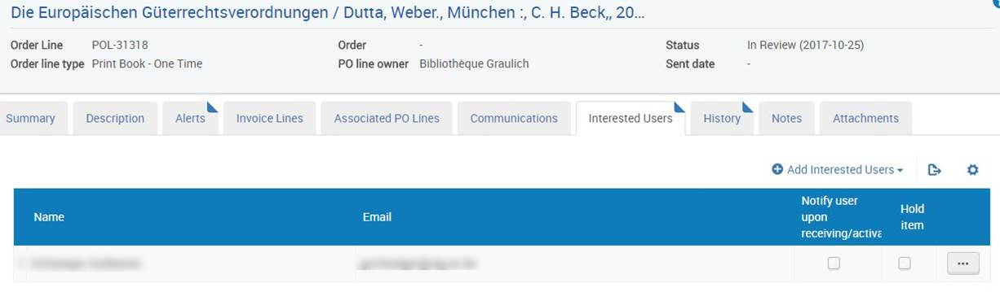 Die Europäischen Güterrechtsverordnungen / Dutta, Weber., München :, C. H. Beck,, 20...
Order Line POL-31318 Order - Status In Review (2017-10-25)
Order line type Print Book - One Time PO line owner Bibliothèque Graulich Sent date -
Summary Description Alerts Invoice Lines Associated PO Lines Communications Interested Users History Notes Attachments
Add Interested Users
Name Email Notify user upon receiving/activa Hold item